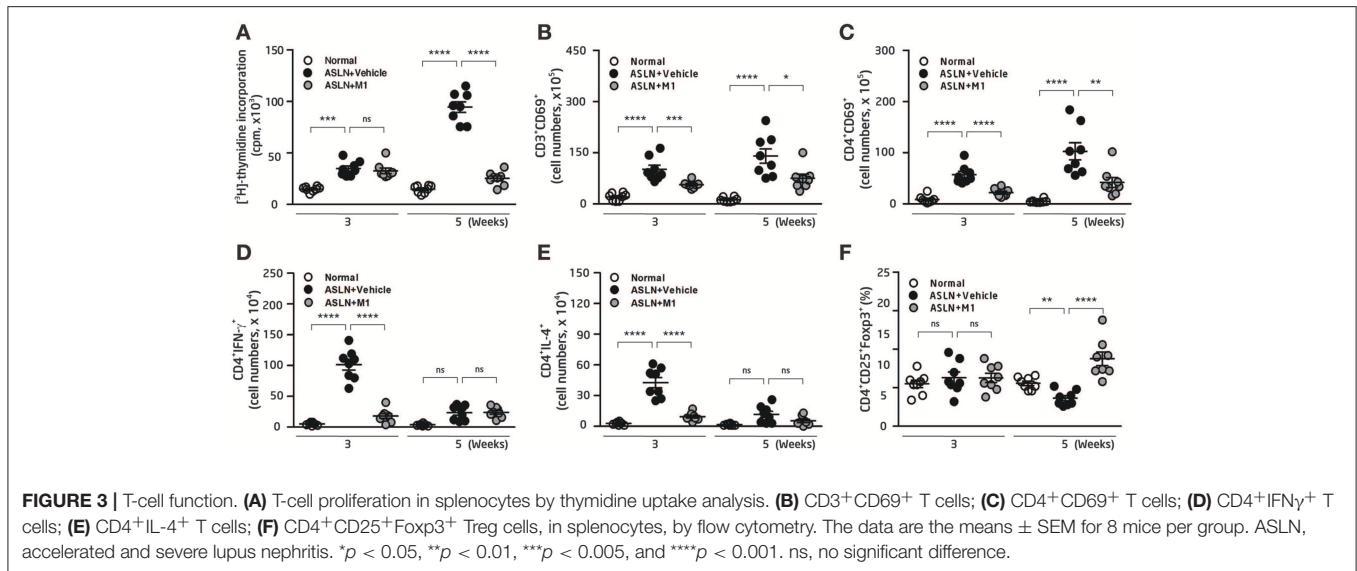 A
[³H]-thymidine incorporation
(cpm, x10³)
150
100
50
0
Normal
ASLN+Vehicle
ASLN+M1
*** ns **** ****
3 5 (Weeks)
B
CD3⁺CD69⁺
(cell numbers, x10⁵)
450
300
150
0
Normal
ASLN+Vehicle
ASLN+M1
**** *** **** *
3 5 (Weeks)
C
CD4⁺CD69⁺
(cell numbers, x 10⁵)
300
200
100
0
Normal
ASLN+Vehicle
ASLN+M1
**** **** **** **
3 5 (Weeks)
D
CD4⁺IFN-γ⁺
(cell numbers, x 10⁴)
250
200
150
100
50
0
Normal
ASLN+Vehicle
ASLN+M1
**** **** ns ns
3 5 (Weeks)
E
CD4⁺IL-4⁺
(cell numbers, x 10⁴)
150
120
90
60
30
0
Normal
ASLN+Vehicle
ASLN+M1
**** **** ns ns
3 5 (Weeks)
F
CD4⁺CD25⁺Foxp3⁺ (%)
25
20
15
10
5
0
Normal
ASLN+Vehicle
ASLN+M1
ns ns ** ****
3 5 (Weeks)
FIGURE 3 | T-cell function. (A) T-cell proliferation in splenocytes by thymidine uptake analysis. (B) CD3+CD69+ T cells; (C) CD4+CD69+ T cells; (D) CD4+IFNγ+ T
cells; (E) CD4+IL-4+ T cells; (F) CD4+CD25+Foxp3+ Treg cells, in splenocytes, by flow cytometry. The data are the means ± SEM for 8 mice per group. ASLN,
accelerated and severe lupus nephritis. *p < 0.05, **p < 0.01, ***p < 0.005, and ****p < 0.001. ns, no significant difference.